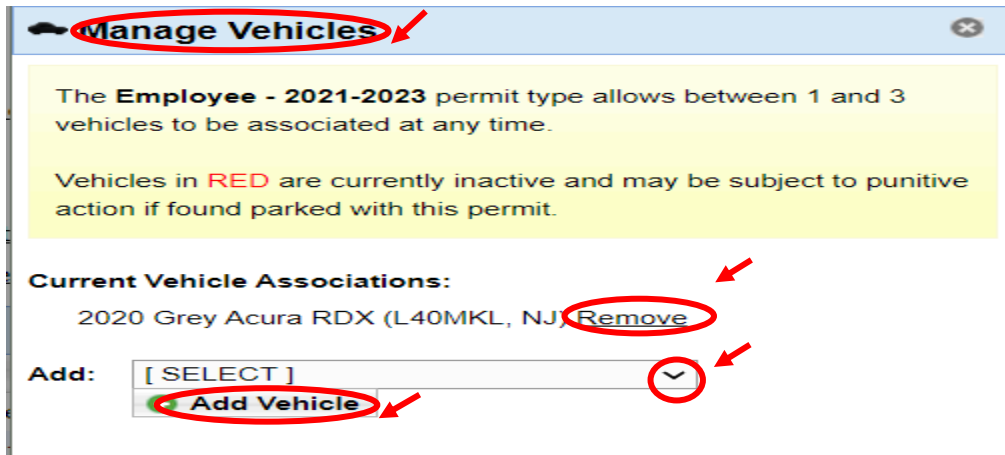 Manage Vehicles
The Employee - 2021-2023 permit type allows between 1 and 3
vehicles to be associated at any time.
Vehicles in RED are currently inactive and may be subject to punitive
action if found parked with this permit.
Current Vehicle Associations:
2020 Grey Acura RDX (L40MKL, NJ) Remove
Add: [ SELECT ]
Add Vehicle